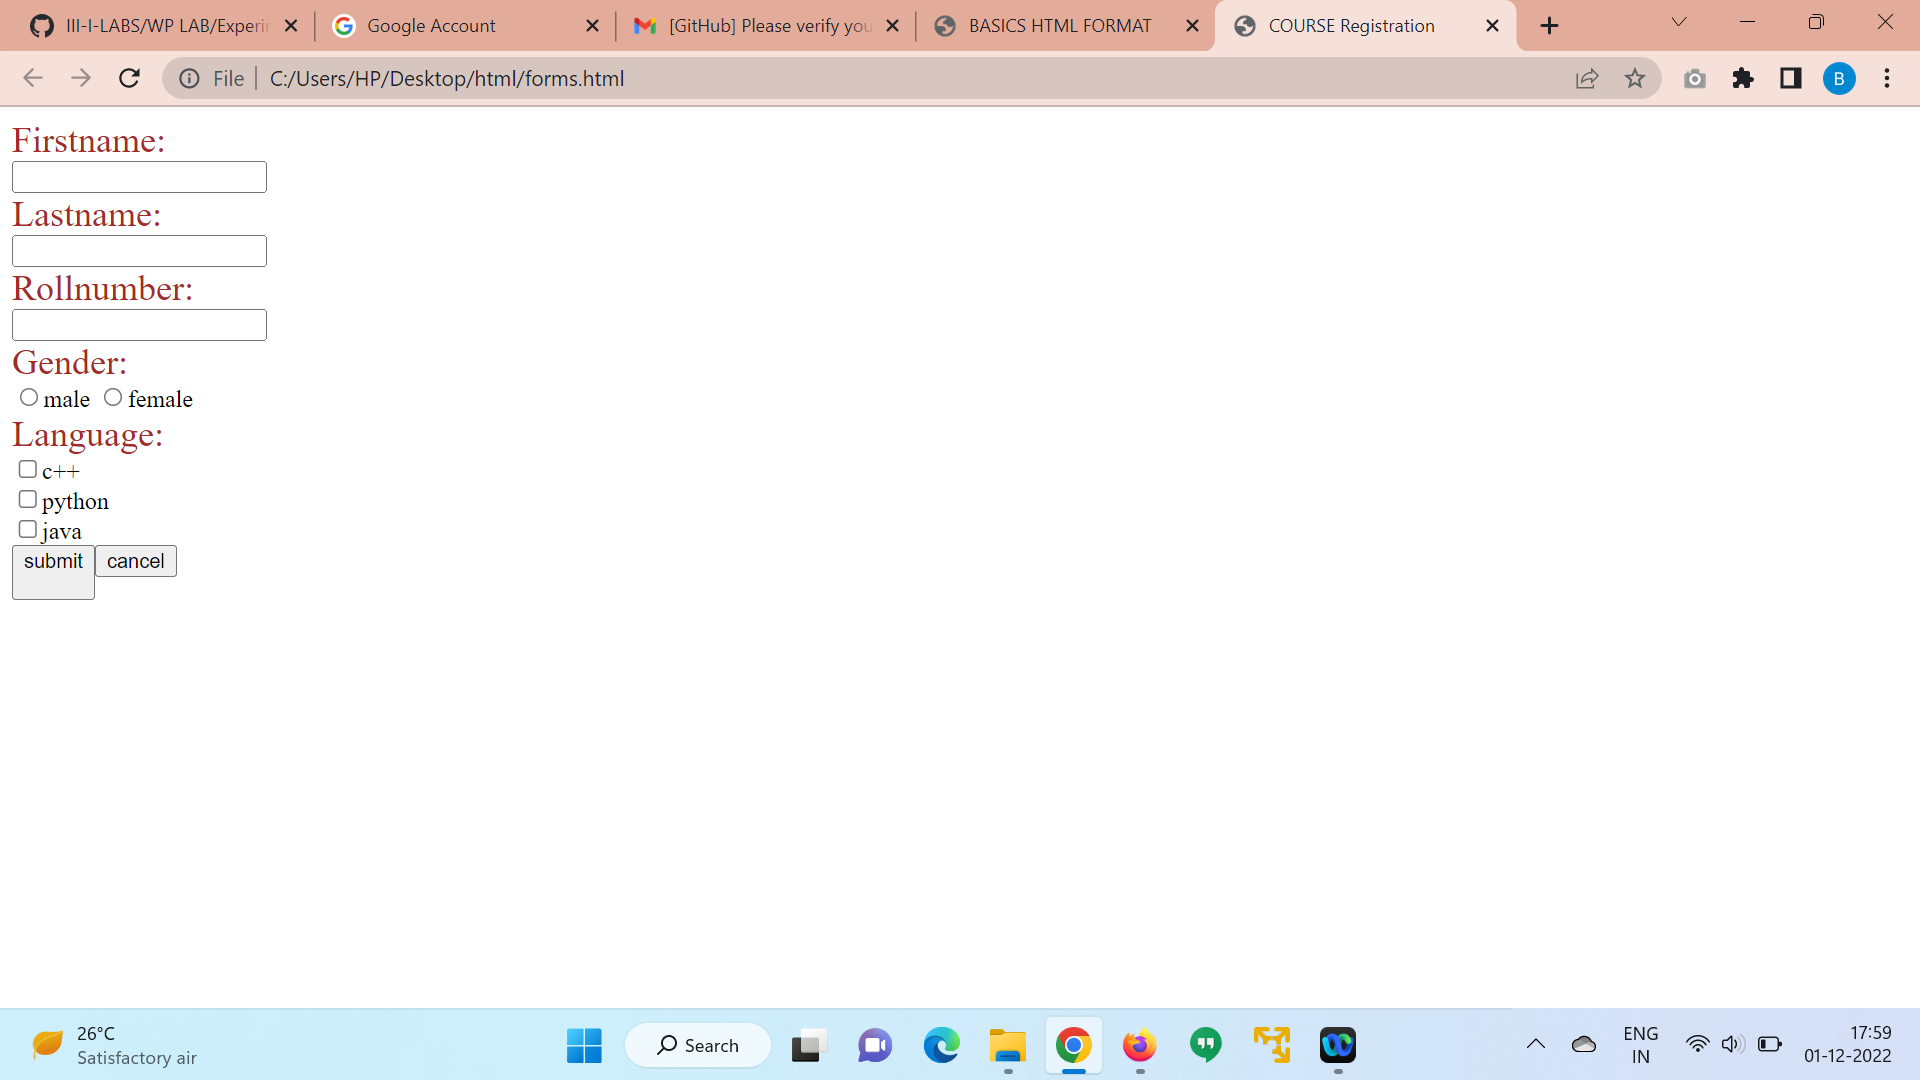 III-I-LABS/WP LAB/Experin
Google Account
[GitHub] Please verify you
BASICS HTML FORMAT
COURSE Registration
File C:/Users/HP/Desktop/html/forms.html
B
Firstname:
Lastname:
Rollnumber:
Gender:
male female
Language:
c++
python
java
submit cancel
26°C
Satisfactory air
Search
ENG
IN
17:59
01-12-2022